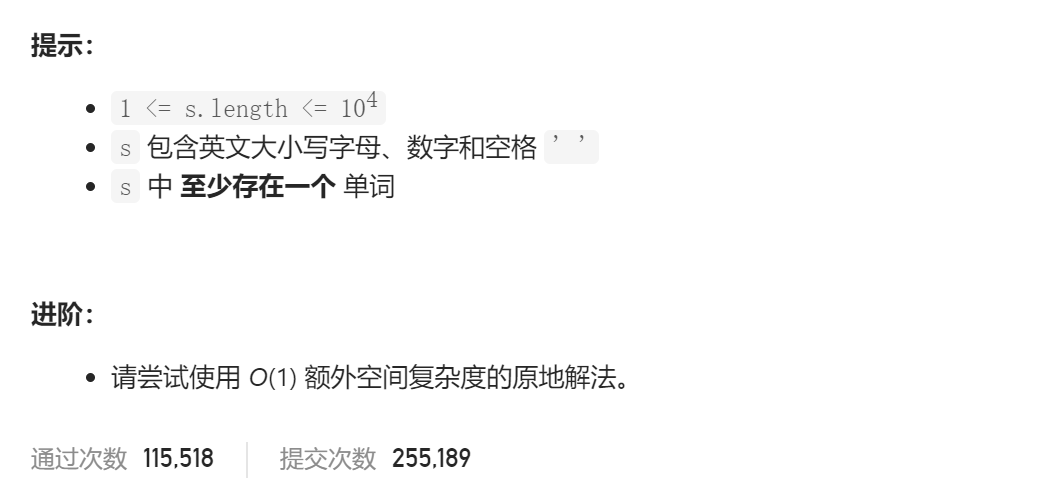 提示：
1 <= s.length <= 10⁴
s 包含英文大小写字母、数字和空格 ' '
s 中 至少存在一个 单词
进阶：
请尝试使用 O(1) 额外空间复杂度的原地解法。
通过次数 115,518 提交次数 255,189